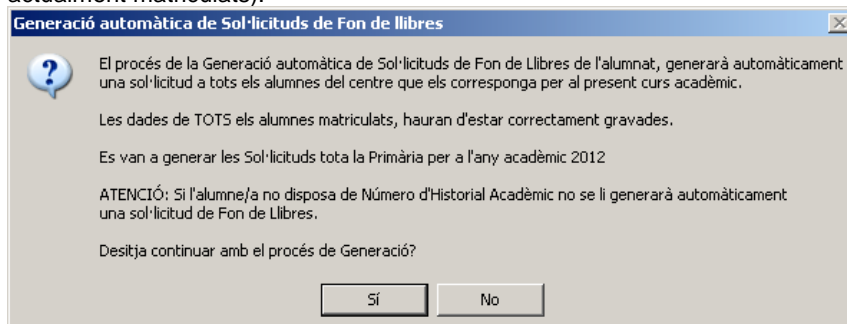 actualment matriculats).
Generació automàtica de Sol·licituds de Fon de llibres
El procés de la Generació automàtica de Sol·licituds de Fon de Llibres de l'alumnat, generarà automàticament
una sol·licitud a tots els alumnes del centre que els corresponga per al present curs acadèmic.
Les dades de TOTS els alumnes matriculats, hauran d'estar correctament gravades.
Es van a generar les Sol·licituds tota la Primària per a l'any acadèmic 2012
ATENCIÓ: Si l'alumne/a no disposa de Número d'Historial Acadèmic no se li generarà automàticament
una sol·licitud de Fon de Llibres.
Desitja continuar amb el procés de Generació?
Sí
No